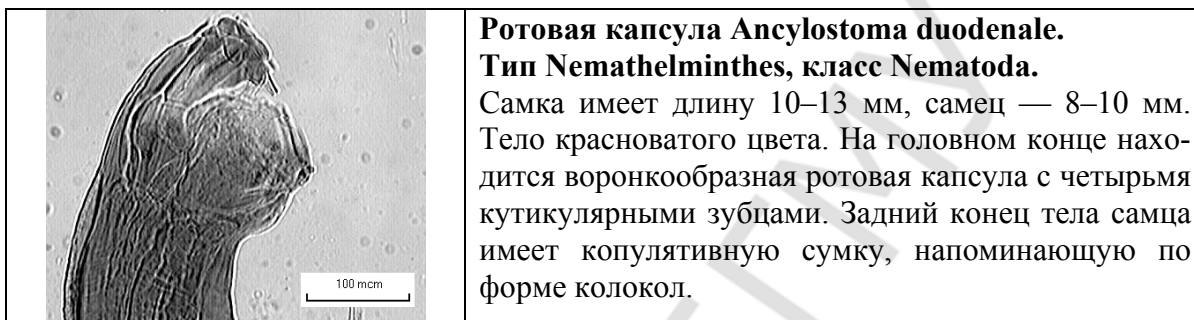 Ротовая капсула Ancylostoma duodenale.
Тип Nemathelminthes, класс Nematoda.
Самка имеет длину 10–13 мм, самец — 8–10 мм.
Тело красноватого цвета. На головном конце нахо-
дится воронкообразная ротовая капсула с четырьмя
кутикулярными зубцами. Задний конец тела самца
имеет копулятивную сумку, напоминающую по
форме колокол.
100 mcm